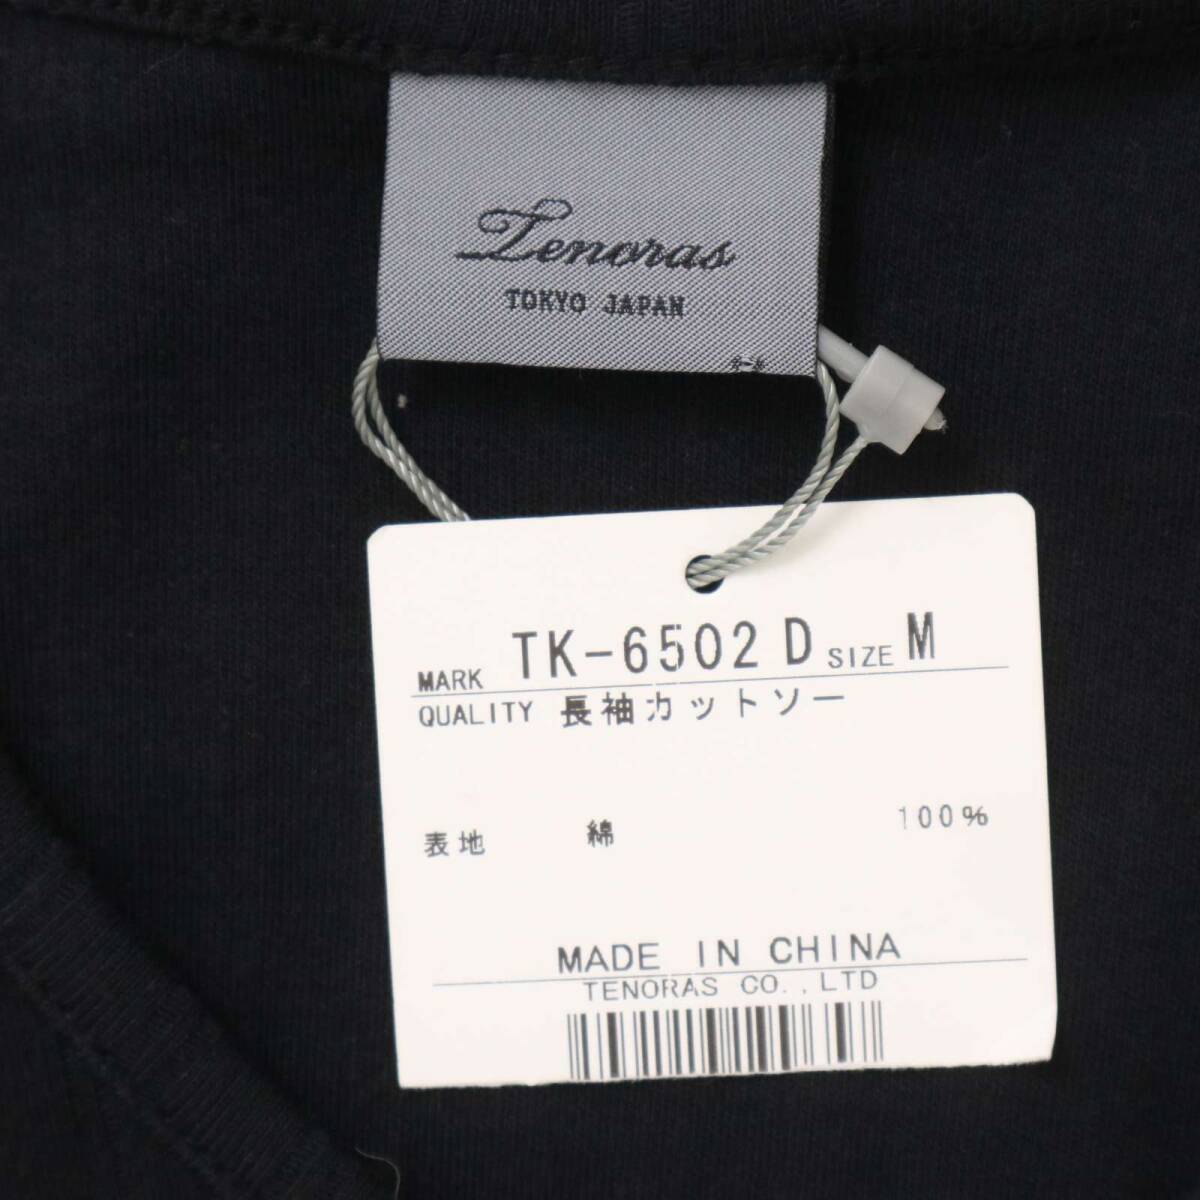 Tenoras
TOKYO JAPAN
MARK TK-6502 D SIZE M
QUALITY 長袖カットソー
表地 綿 100%
MADE IN CHINA
TENORAS CO.,LTD